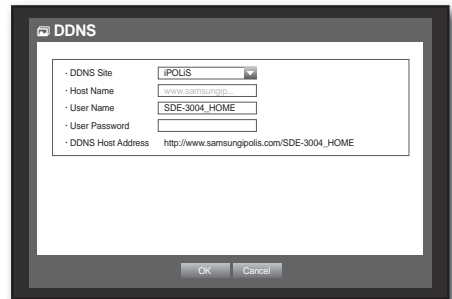 DDNS
· DDNS Site iPOLiS
· Host Name www.samsungip...
· User Name SDE-3004_HOME
· User Password
· DDNS Host Address http://www.samsungipolis.com/SDE-3004_HOME
OK Cancel